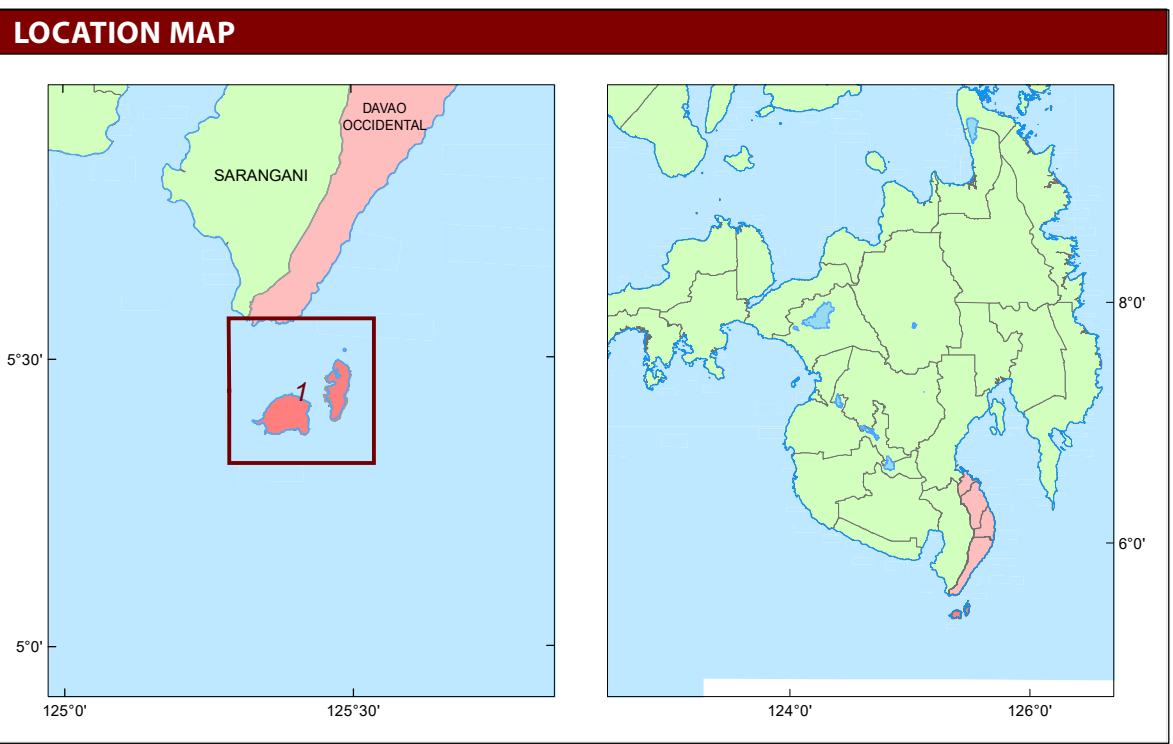 LOCATION MAP
DAVAO
OCCIDENTAL
SARANGANI
5°30'
1
5°0'
125°0'
125°30'
8°0'
6°0'
124°0'
126°0'